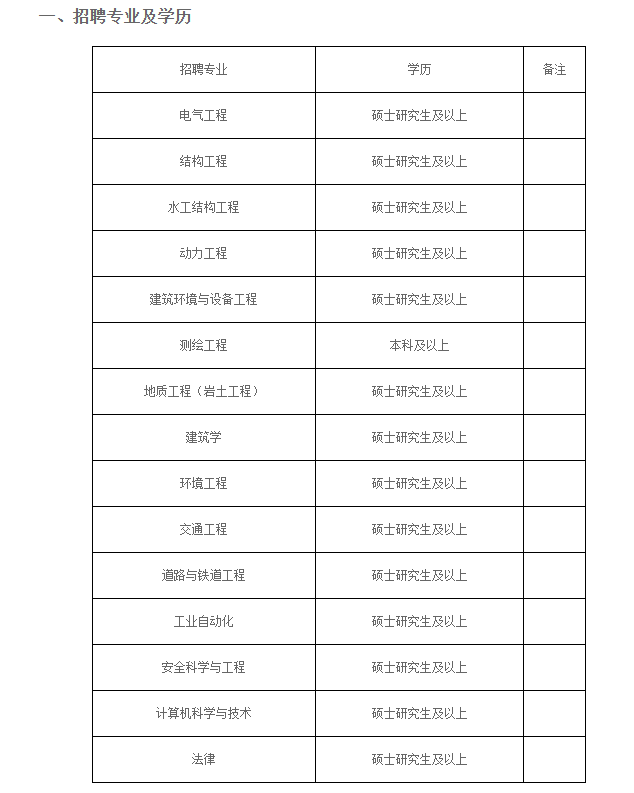 一、招聘专业及学历
招聘专业 学历 备注
电气工程 硕士研究生及以上
结构工程 硕士研究生及以上
水工结构工程 硕士研究生及以上
动力工程 硕士研究生及以上
建筑环境与设备工程 硕士研究生及以上
测绘工程 本科及以上
地质工程（岩土工程） 硕士研究生及以上
建筑学 硕士研究生及以上
环境工程 硕士研究生及以上
交通工程 硕士研究生及以上
道路与铁道工程 硕士研究生及以上
工业自动化 硕士研究生及以上
安全科学与工程 硕士研究生及以上
计算机科学与技术 硕士研究生及以上
法律 硕士研究生及以上